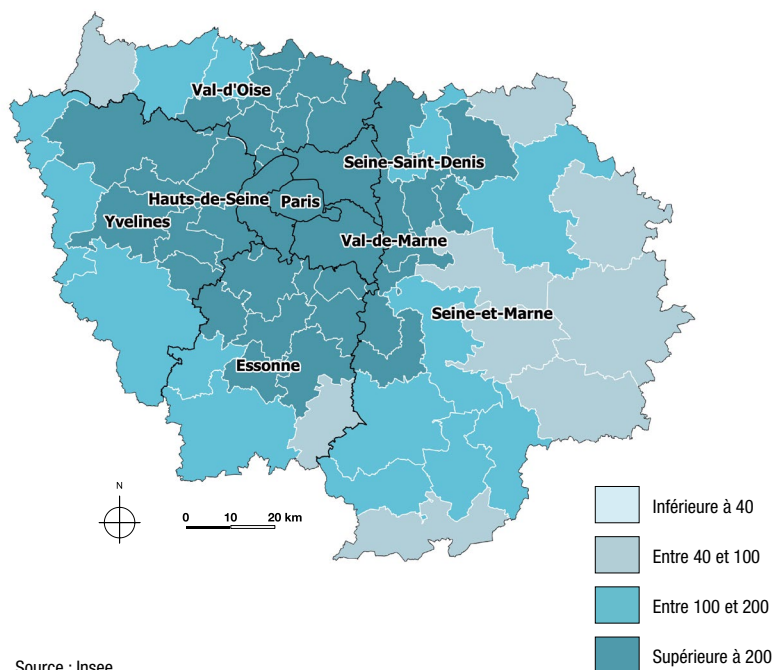 Val-d'Oise
Seine-Saint-Denis
Hauts-de-Seine
Paris
Yvelines
Val-de-Marne
Seine-et-Marne
Essonne
N
0 10 20 km
Inférieure à 40
Entre 40 et 100
Entre 100 et 200
Supérieure à 200
Source : Insee